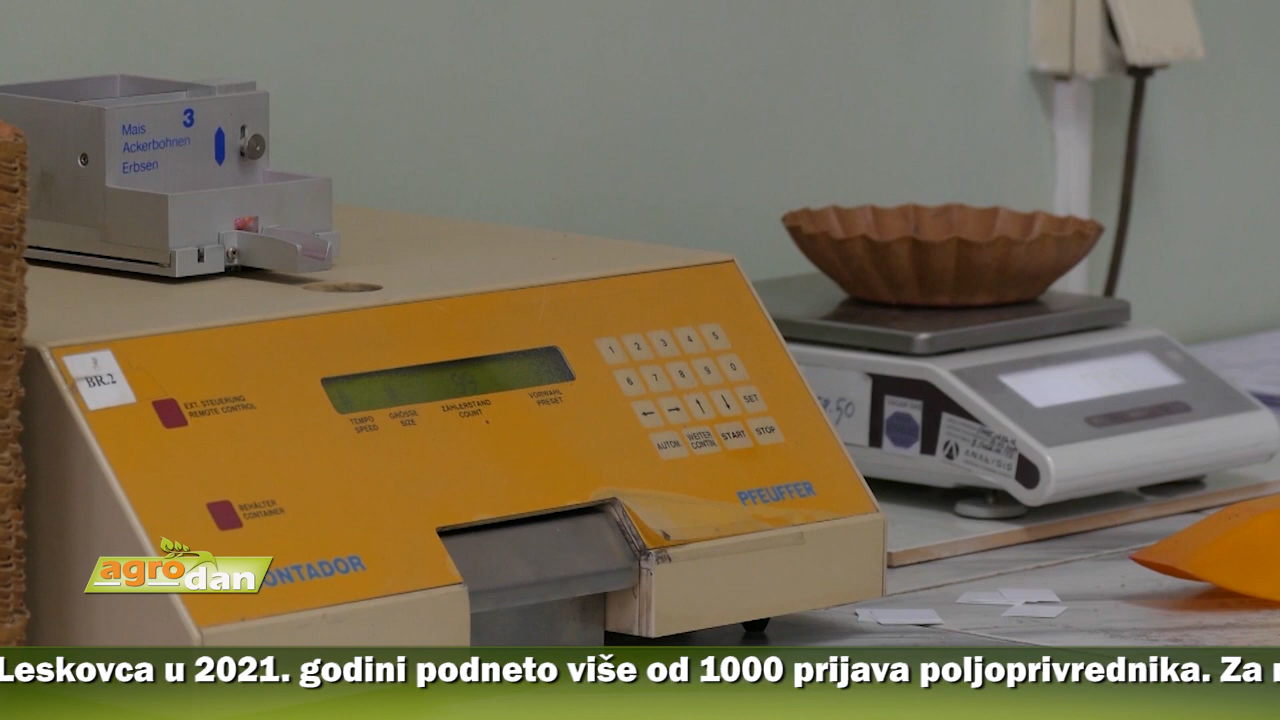 3
Mais
Ackerbohnen
Erbsen
BR.2
EXT. STEUERUNG
REMOTE CONTROL
TEMPO
SPEED
GRÖSSE
SIZE
ZÄHLERSTAND
COUNT
VORWAHL
PRESET
1 2 3 4 5
6 7 8 9 0
← → ↑ ↓ SET
AUTOM. WEITER CONTIN. START STOP
BEHÄLTER
CONTAINER
PFEUFFER
ONTADOR
ANALYSIS
agrodan
Leskovca u 2021. godini podneto više od 1000 prijava poljoprivrednika. Za